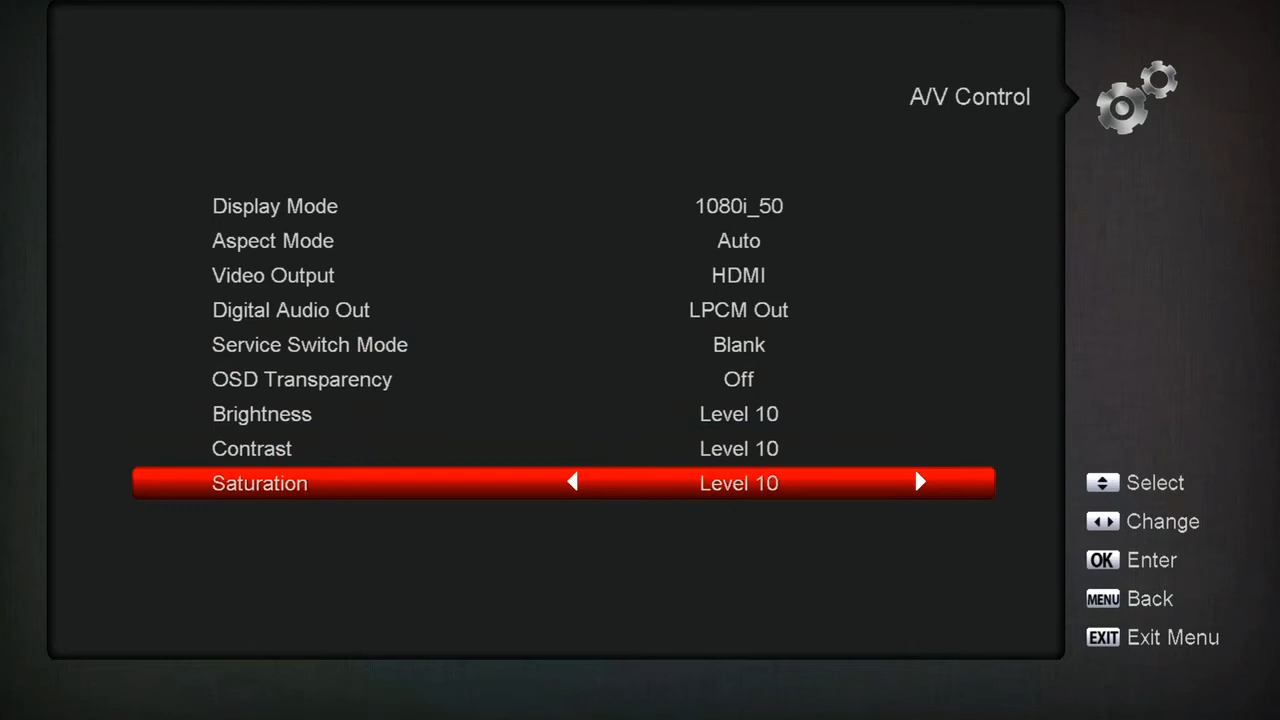 A/V Control
Display Mode 1080i_50
Aspect Mode Auto
Video Output HDMI
Digital Audio Out LPCM Out
Service Switch Mode Blank
OSD Transparency Off
Brightness Level 10
Contrast Level 10
Saturation Level 10
Select
Change
OK Enter
MENU Back
EXIT Exit Menu